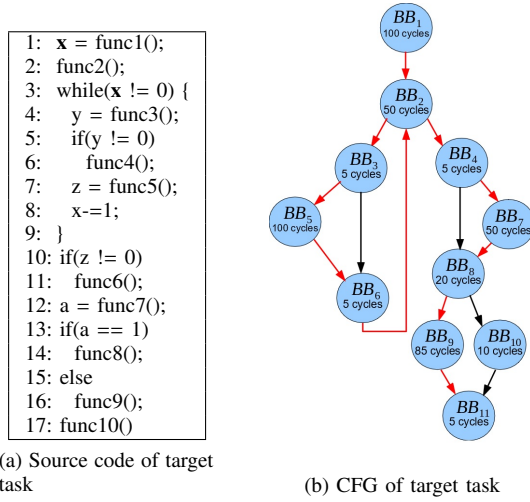 1: x = func1();
2: func2();
3: while(x != 0) {
4: y = func3();
5: if(y != 0)
6: func4();
7: z = func5();
8: x-=1;
9: }
10: if(z != 0)
11: func6();
12: a = func7();
13: if(a == 1)
14: func8();
15: else
16: func9();
17: func10()
(a) Source code of target
task
BB1
100 cycles
BB2
50 cycles
BB3
5 cycles
BB4
5 cycles
BB5
100 cycles
BB7
50 cycles
BB6
5 cycles
BB8
20 cycles
BB9
85 cycles
BB10
10 cycles
BB11
5 cycles
(b) CFG of target task